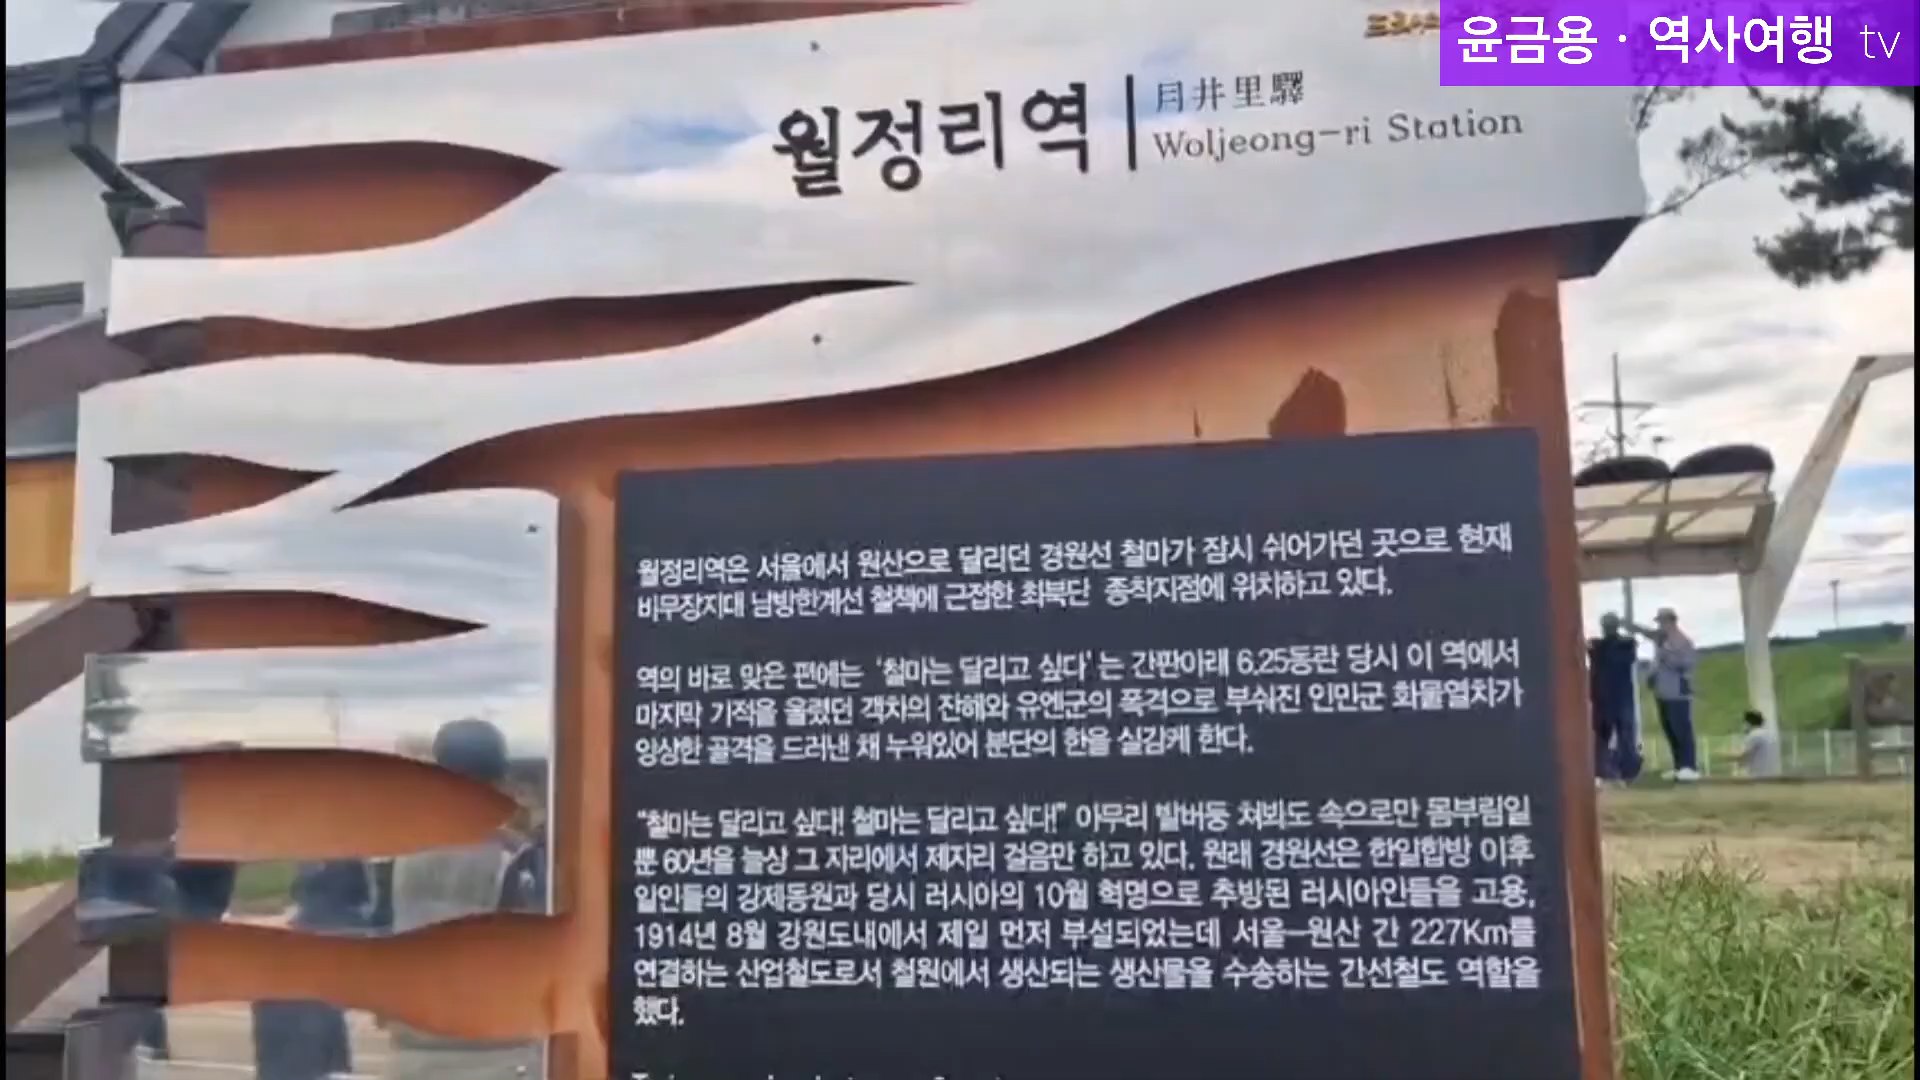 윤금용 · 역사여행 tv
월정리역
月井里驛
Woljeong-ri Station
월정리역은 서울에서 원산으로 달리던 경원선 철마가 잠시 쉬어가던 곳으로 현재
비무장지대 남방한계선 철책에 근접한 최북단 종착지점에 위치하고 있다.
역의 바로 맞은 편에는 '철마는 달리고 싶다' 는 간판아래 6.25동란 당시 이 역에서
마지막 기적을 울렸던 객차의 잔해와 유엔군의 폭격으로 부숴진 인민군 화물열차가
앙상한 골격을 드러낸 채 누워있어 분단의 한을 실감케 한다.
"철마는 달리고 싶다! 철마는 달리고 싶다!" 아무리 발버둥 쳐봐도 속으로만 몸부림일
뿐 60년을 늘상 그 자리에서 제자리 걸음만 하고 있다. 원래 경원선은 한일합방 이후
일인들의 강제동원과 당시 러시아의 10월 혁명으로 추방된 러시아인들을 고용,
1914년 8월 강원도내에서 제일 먼저 부설되었는데 서울-원산 간 227Km를
연결하는 산업철도로서 철원에서 생산되는 생산물을 수송하는 간선철도 역할을
했다.